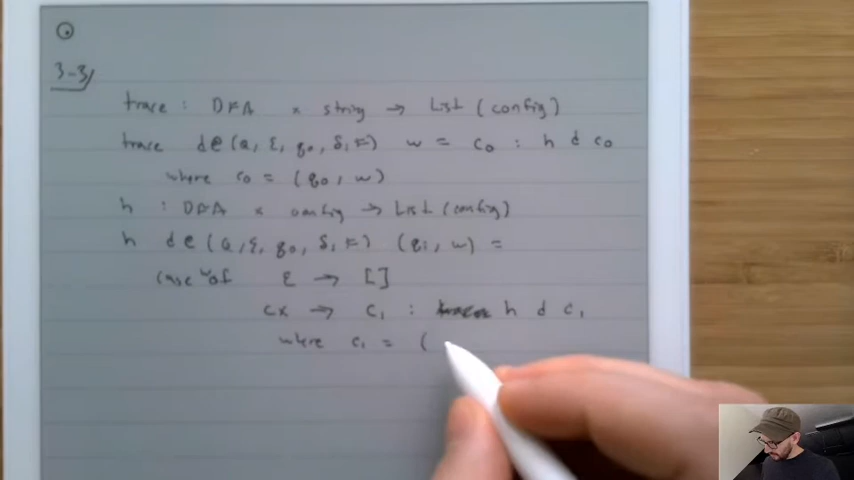 3-3/
trace : DFA × string → List (config)
trace d@(Q, Σ, q₀, δ, F) w = c₀ : h d c₀
where c₀ = (q₀, w)
h : DFA × config → List (config)
h d@(Q, Σ, q₀, δ, F) (qᵢ, w) =
case w of ε → []
cx → c₁ : h d c₁
where c₁ = (